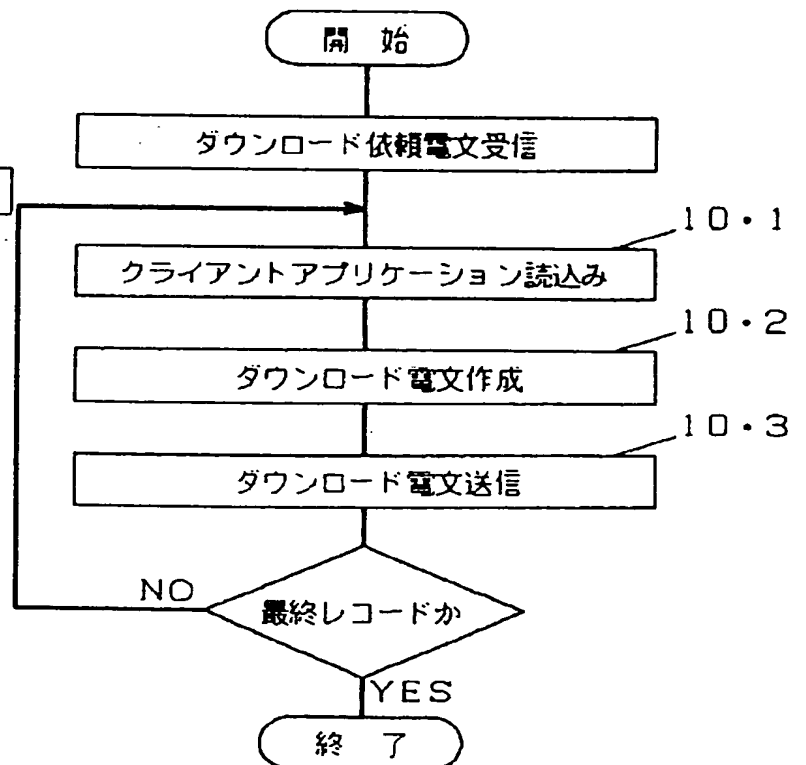 開 始
ダウンロード依頼電文受信
10・1
クライアントアプリケーション読込み
10・2
ダウンロード電文作成
10・3
ダウンロード電文送信
NO
最終レコードか
YES
終 了